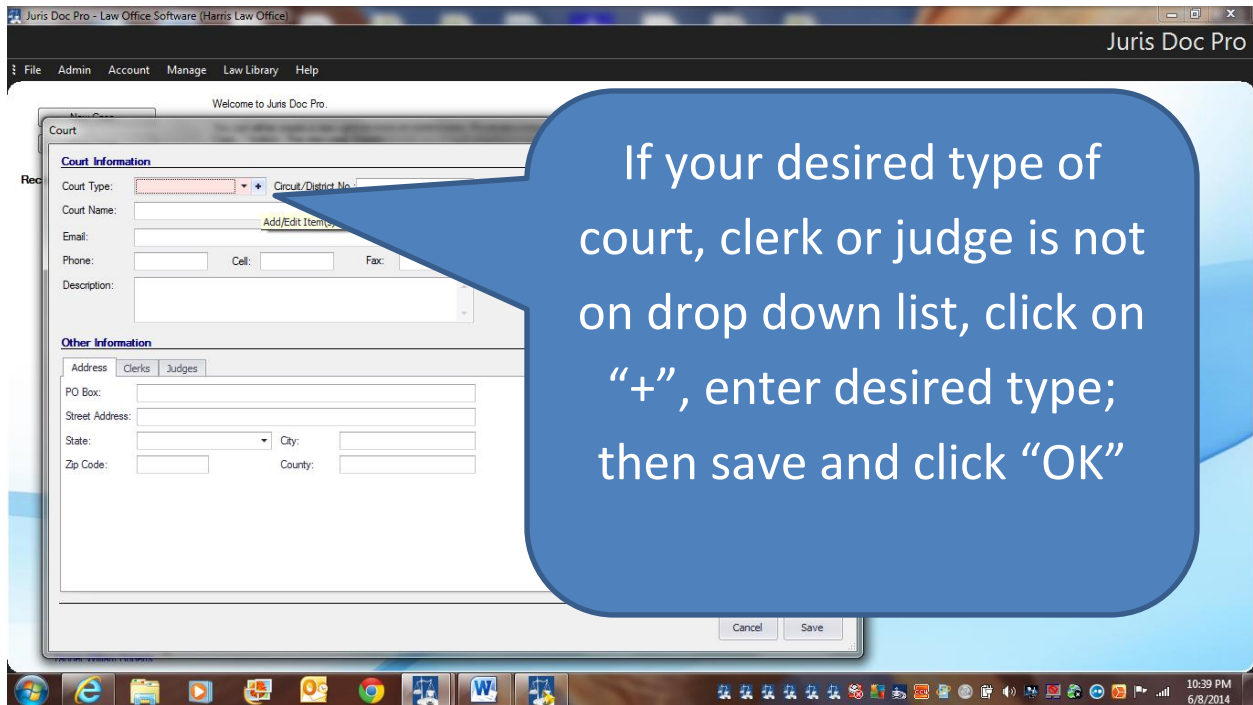 Juris Doc Pro - Law Office Software (Harris Law Office)
Juris Doc Pro
File Admin Account Manage Law Library Help
Welcome to Juris Doc Pro.
Court
Court Information
Rec
Court Type:
+
Circuit/District No.:
Court Name:
Add/Edit Item(s)
Email:
Phone:
Cell:
Fax:
Description:
Other Information
Address Clerks Judges
PO Box:
Street Address:
State:
City:
Zip Code:
County:
Cancel Save
If your desired type of
court, clerk or judge is not
on drop down list, click on
“+”, enter desired type;
then save and click “OK”
10:39 PM
6/8/2014